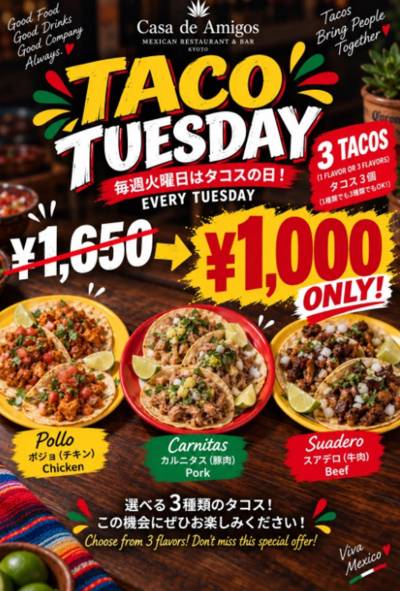 Good Food
Good Drinks
Good Company
Always.
Casa de Amigos
MEXICAN RESTAURANT & BAR
KYOTO
Tacos
Bring People
Together
TACO
TUESDAY
毎週火曜日はタコスの日！
EVERY TUESDAY
3 TACOS
(1 FLAVOR OR 3 FLAVORS)
タコス3個
(1種類でも3種類でもOK!)
¥1,650
¥1,000
ONLY!
Pollo
ポジョ (チキン)
Chicken
Carnitas
カルニタス (豚肉)
Pork
Suadero
スアデロ (牛肉)
Beef
選べる3種類のタコス！
この機会にぜひお楽しみください！
Choose from 3 flavors! Don't miss this special offer!
Viva
Mexico